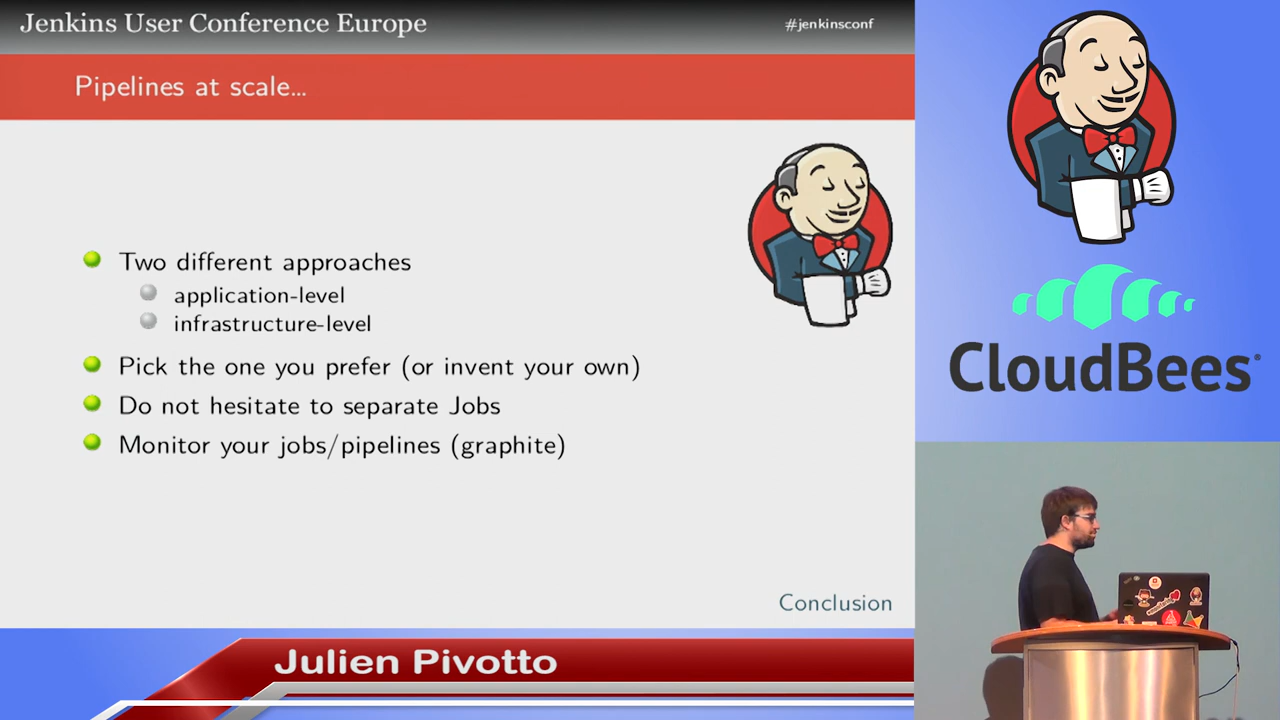 Jenkins User Conference Europe
#jenkinsconf
Pipelines at scale...
Two different approaches
application-level
infrastructure-level
Pick the one you prefer (or invent your own)
Do not hesitate to separate Jobs
Monitor your jobs/pipelines (graphite)
Conclusion
Julien Pivotto
CloudBees